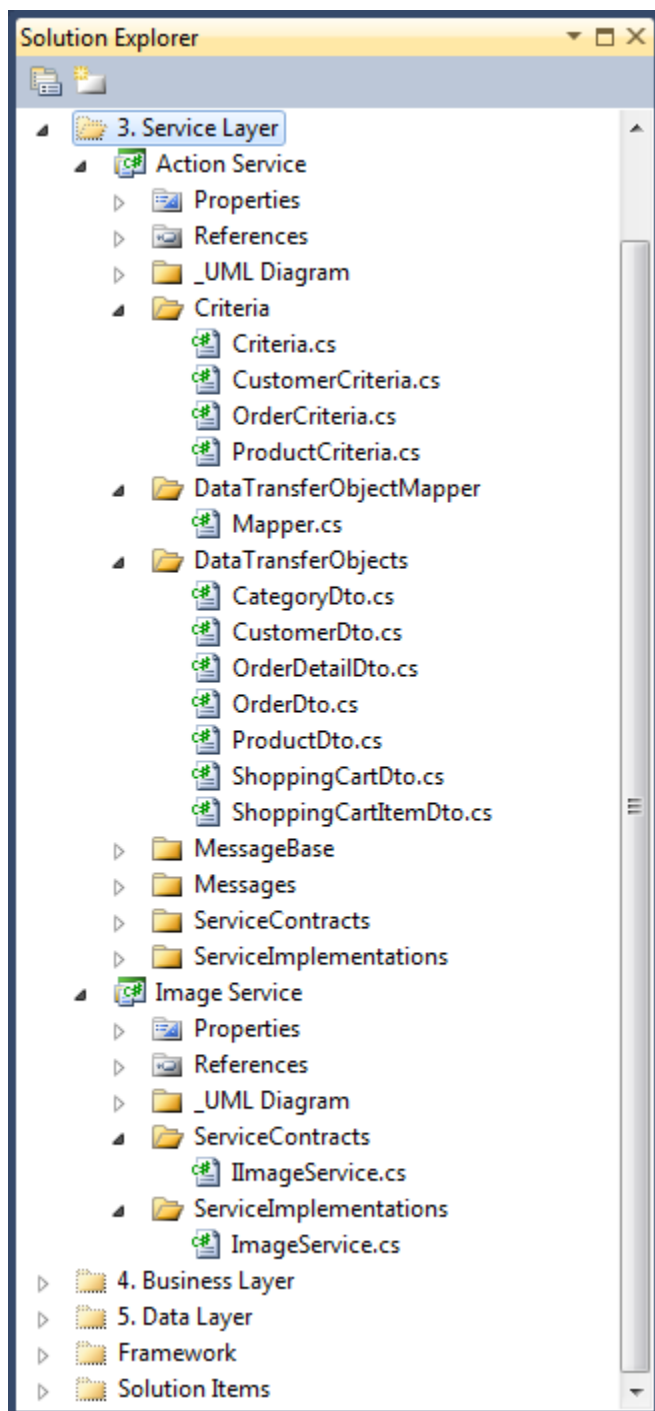 Solution Explorer
3. Service Layer
Action Service
Properties
References
_UML Diagram
Criteria
Criteria.cs
CustomerCriteria.cs
OrderCriteria.cs
ProductCriteria.cs
DataTransferObjectMapper
Mapper.cs
DataTransferObjects
CategoryDto.cs
CustomerDto.cs
OrderDetailDto.cs
OrderDto.cs
ProductDto.cs
ShoppingCartDto.cs
ShoppingCartItemDto.cs
MessageBase
Messages
ServiceContracts
ServiceImplementations
Image Service
Properties
References
_UML Diagram
ServiceContracts
IImageService.cs
ServiceImplementations
ImageService.cs
4. Business Layer
5. Data Layer
Framework
Solution Items